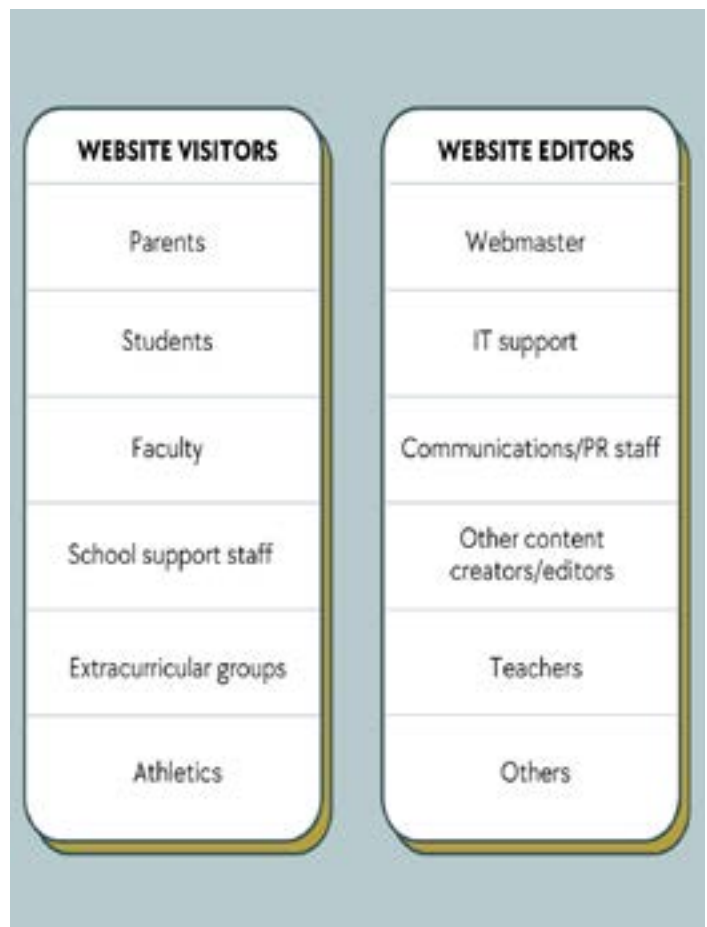 WEBSITE VISITORS
Parents
Students
Faculty
School support staff
Extracurricular groups
Athletics
WEBSITE EDITORS
Webmaster
IT support
Communications/PR staff
Other content
creators/editors
Teachers
Others